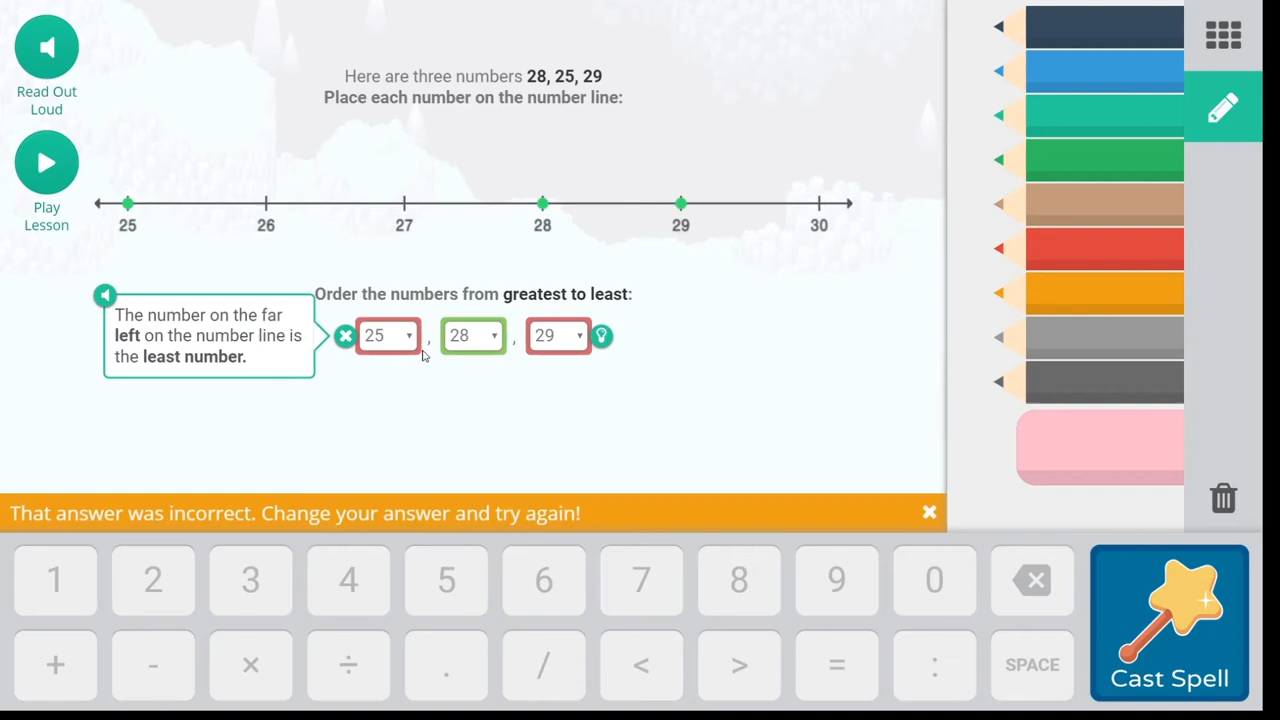 Read Out
Loud
Play
Lesson
Here are three numbers 28, 25, 29
Place each number on the number line:
25 26 27 28 29 30
Order the numbers from greatest to least:
The number on the far
left on the number line is
the least number.
25 , 28 , 29
That answer was incorrect. Change your answer and try again!
1 2 3 4 5 6 7 8 9 0
+ - × ÷ . / < > = : SPACE
Cast Spell